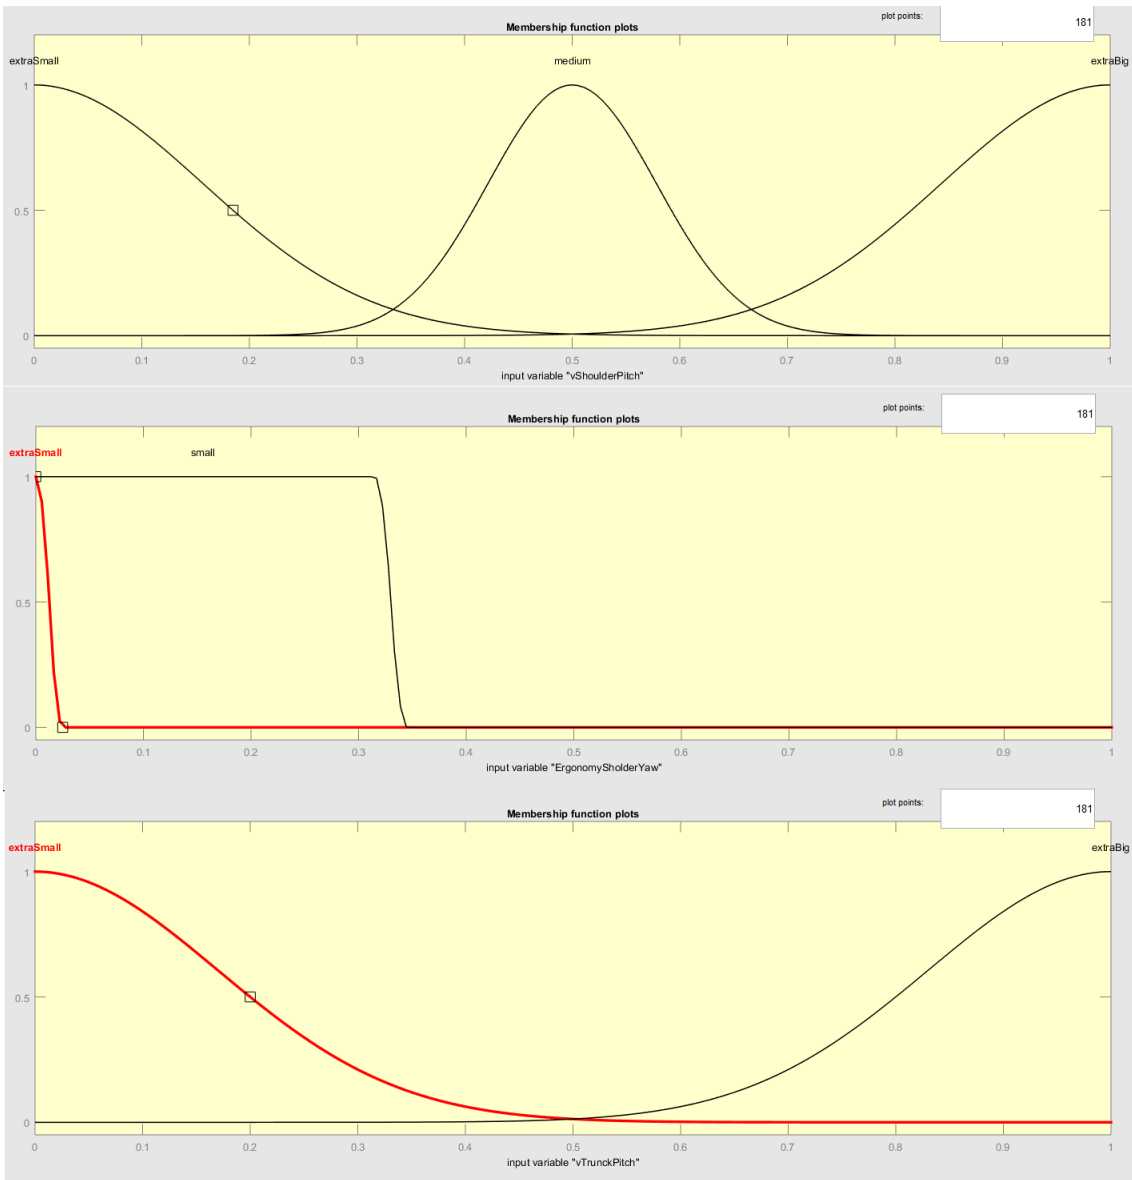 plot points: 181
Membership function plots
extraSmall medium extraBig
1
0.5
0
0 0.1 0.2 0.3 0.4 0.5 0.6 0.7 0.8 0.9 1
input variable "vShoulderPitch"
plot points: 181
Membership function plots
extraSmall small
1
0.5
0
0 0.1 0.2 0.3 0.4 0.5 0.6 0.7 0.8 0.9 1
input variable "ErgonomySholderYaw"
plot points: 181
Membership function plots
extraSmall extraBig
1
0.5
0
0 0.1 0.2 0.3 0.4 0.5 0.6 0.7 0.8 0.9 1
input variable "vTrunckPitch"